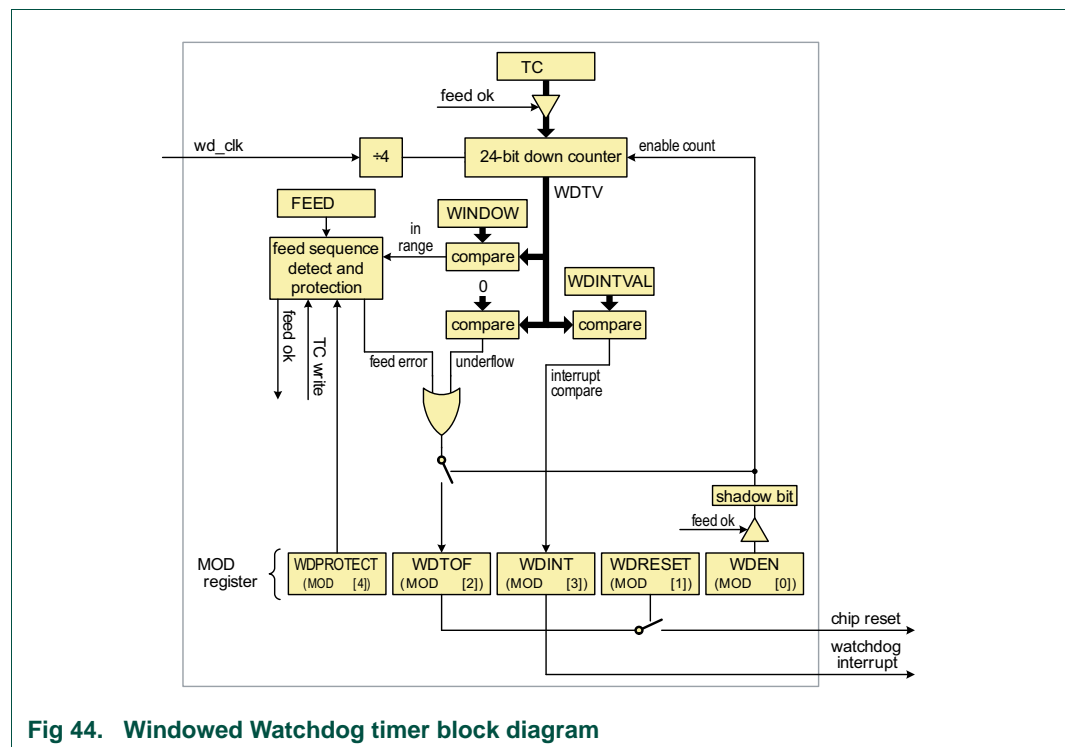 TC
feed ok
wd_clk
÷4
24-bit down counter
enable count
WDTV
FEED
WINDOW
in
range
feed sequence
detect and
protection
compare
WDINTVAL
0
compare
compare
feed ok
TC write
feed error
underflow
interrupt
compare
shadow bit
feed ok
MOD
register
WDPROTECT
(MOD [4])
WDTOF
(MOD [2])
WDINT
(MOD [3])
WDRESET
(MOD [1])
WDEN
(MOD [0])
chip reset
watchdog
interrupt
Fig 44. Windowed Watchdog timer block diagram